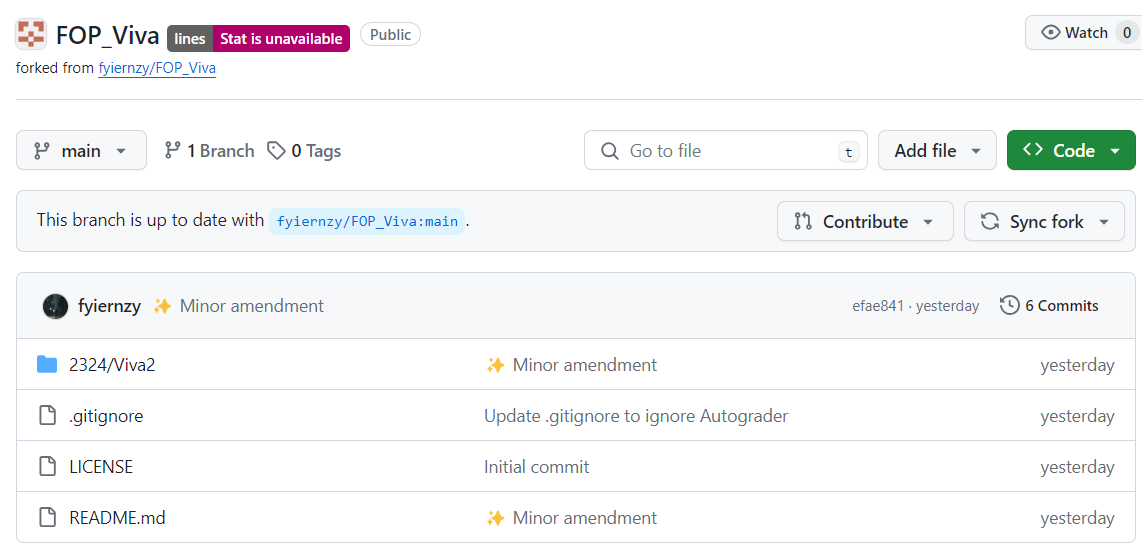 FOP_Viva lines Stat is unavailable Public Watch 0
forked from fyiernzy/FOP_Viva
main 1 Branch 0 Tags Go to file t Add file Code
This branch is up to date with fyiernzy/FOP_Viva:main. Contribute Sync fork
fyiernzy ✨ Minor amendment efae841 · yesterday 6 Commits
2324/Viva2 ✨ Minor amendment yesterday
.gitignore Update .gitignore to ignore Autograder yesterday
LICENSE Initial commit yesterday
README.md ✨ Minor amendment yesterday